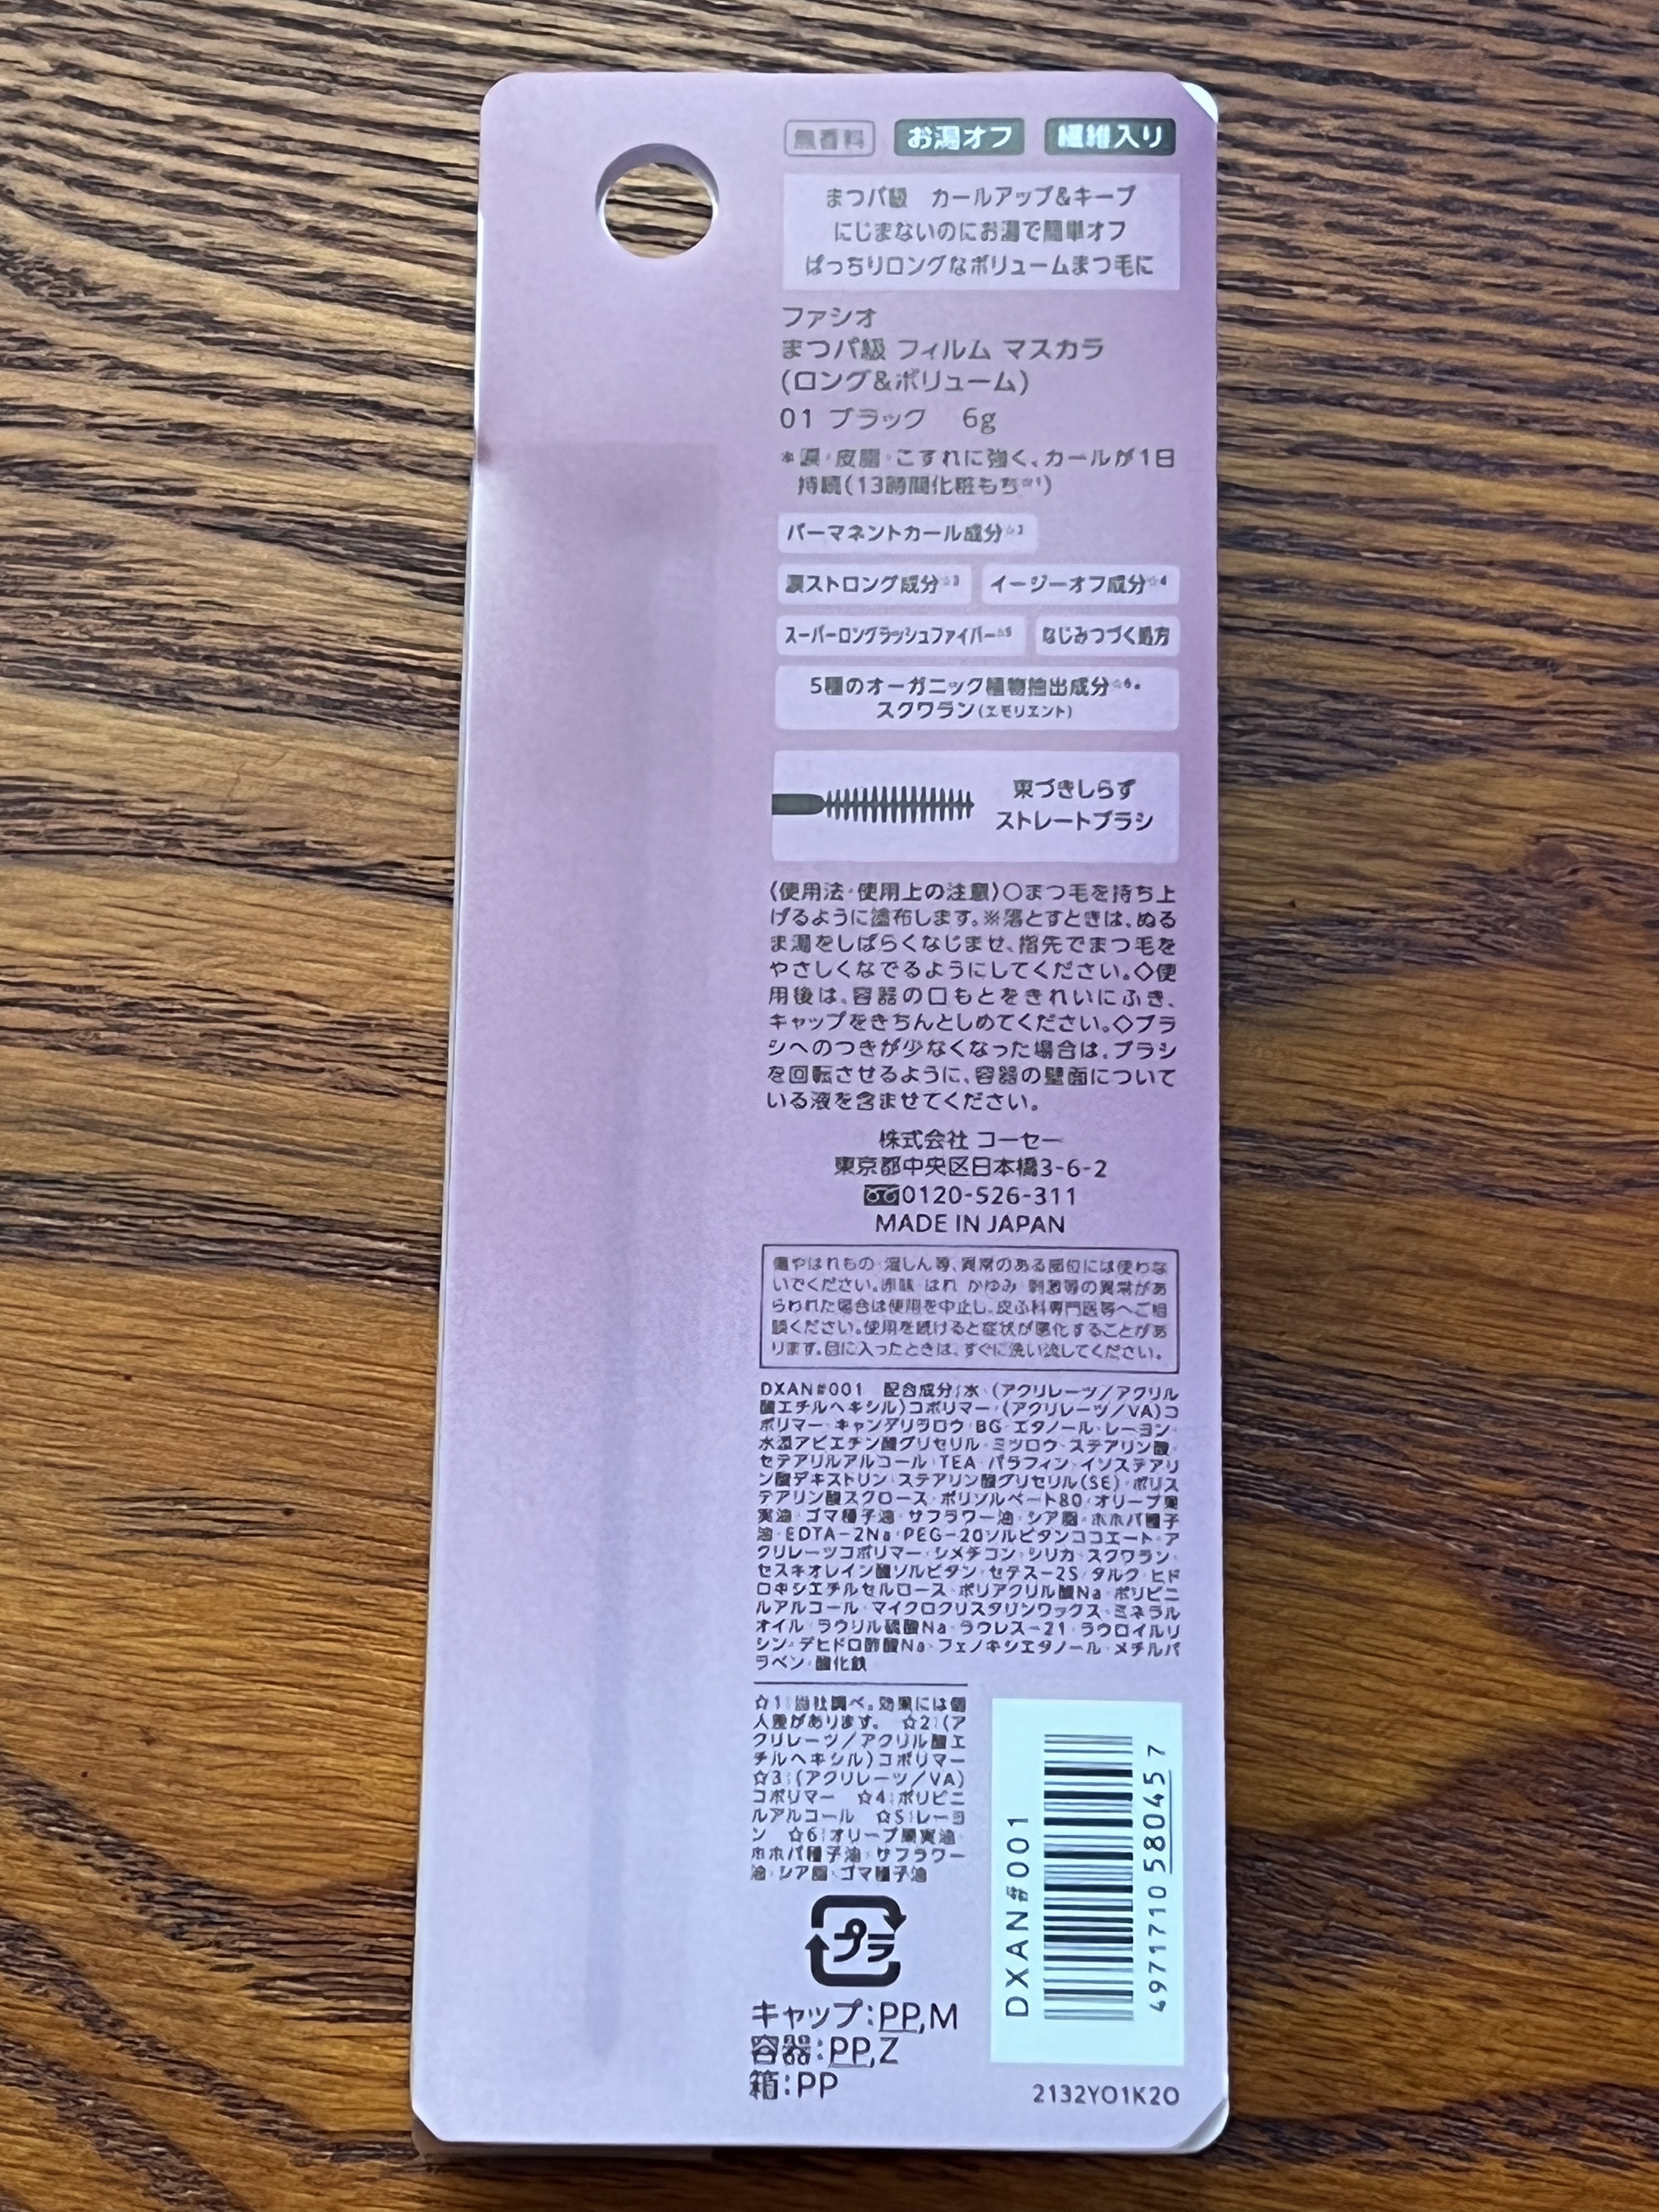 無香料 お湯オフ 繊維入り
まつパ級 カールアップ&キープ
にじまないのにお湯で簡単オフ
ぱっちりロングなボリュームまつ毛に
ファシオ
まつパ級 フィルム マスカラ
(ロング&ボリューム)
01 ブラック 6g
*涙・皮脂・こすれに強く、カールが1日
持続(13時間化粧もち☆1)
パーマネントカール成分☆2
濃ストロング成分☆3 イージーオフ成分☆4
スーパーロングラッシュファイバー☆5 なじみつづく処方
5種のオーガニック植物抽出成分☆6・
スクワラン(エモリエント)
束づきしらず
ストレートブラシ
〈使用法・使用上の注意〉○まつ毛を持ち上
げるように塗布します。※落とすときは、ぬる
ま湯をしばらくなじませ、指先でまつ毛を
やさしくなでるようにしてください。◇使
用後は、容器の口もとをきれいにふき、
キャップをきちんとしめてください。◇ブラ
シへのつきが少なくなった場合は、ブラシ
を回転させるように、容器の壁面について
いる液を含ませてください。
株式会社 コーセー
東京都中央区日本橋3-6-2
0120-526-311
MADE IN JAPAN
傷やはれもの・湿しん等、異常のある部位には使わな
いでください。赤味・はれ・かゆみ・刺激等の異常があ
らわれた場合は使用を中止し、皮ふ科専門医等へご相
談ください。使用を続けると症状が悪化することがあ
ります。目に入ったときは、すぐに洗い流してください。
DXAN#001 配合成分:水・(アクリレーツ/アクリル
酸エチルヘキシル)コポリマー・(アクリレーツ/VA)コ
ポリマー・キャンデリラロウ・BG・エタノール・レーヨン・
水添アビエチン酸グリセリル・ミツロウ・ステアリン酸・
セテアリルアルコール・TEA・パラフィン・イソステアリ
ン酸デキストリン・ステアリン酸グリセリル(SE)・ポリス
テアリン酸スクロース・ポリソルベート80・オリーブ果
実油・ゴマ種子油・サフラワー油・シア脂・ホホバ種子
油・EDTA-2Na・PEG-20ソルビタンココエート・ア
クリレーツコポリマー・シメチコン・シリカ・スクワラン・
セスキオレイン酸ソルビタン・セテス-25・タルク・ヒド
ロキシエチルセルロース・ポリアクリル酸Na・ポリビニ
ルアルコール・マイクロクリスタリンワックス・ミネラル
オイル・ラウリル硫酸Na・ラウレス-21・ラウロイルリ
シン・デヒドロ酢酸Na・フェノキシエタノール・メチルパ
ラベン・酸化鉄
☆1:当社調べ。効果には個
人差があります。 ☆2:(ア
クリレーツ/アクリル酸エ
チルヘキシル)コポリマー
☆3:(アクリレーツ/VA)
コポリマー ☆4:ポリビニ
ルアルコール ☆5:レーヨ
ン ☆6:オリーブ果実油・
ホホバ種子油・サフラワー
油・シア脂・ゴマ種子油
プラ
キャップ:PP,M
容器:PP,Z
箱:PP
DXAN#001
4971710580457
2132YO1K2O